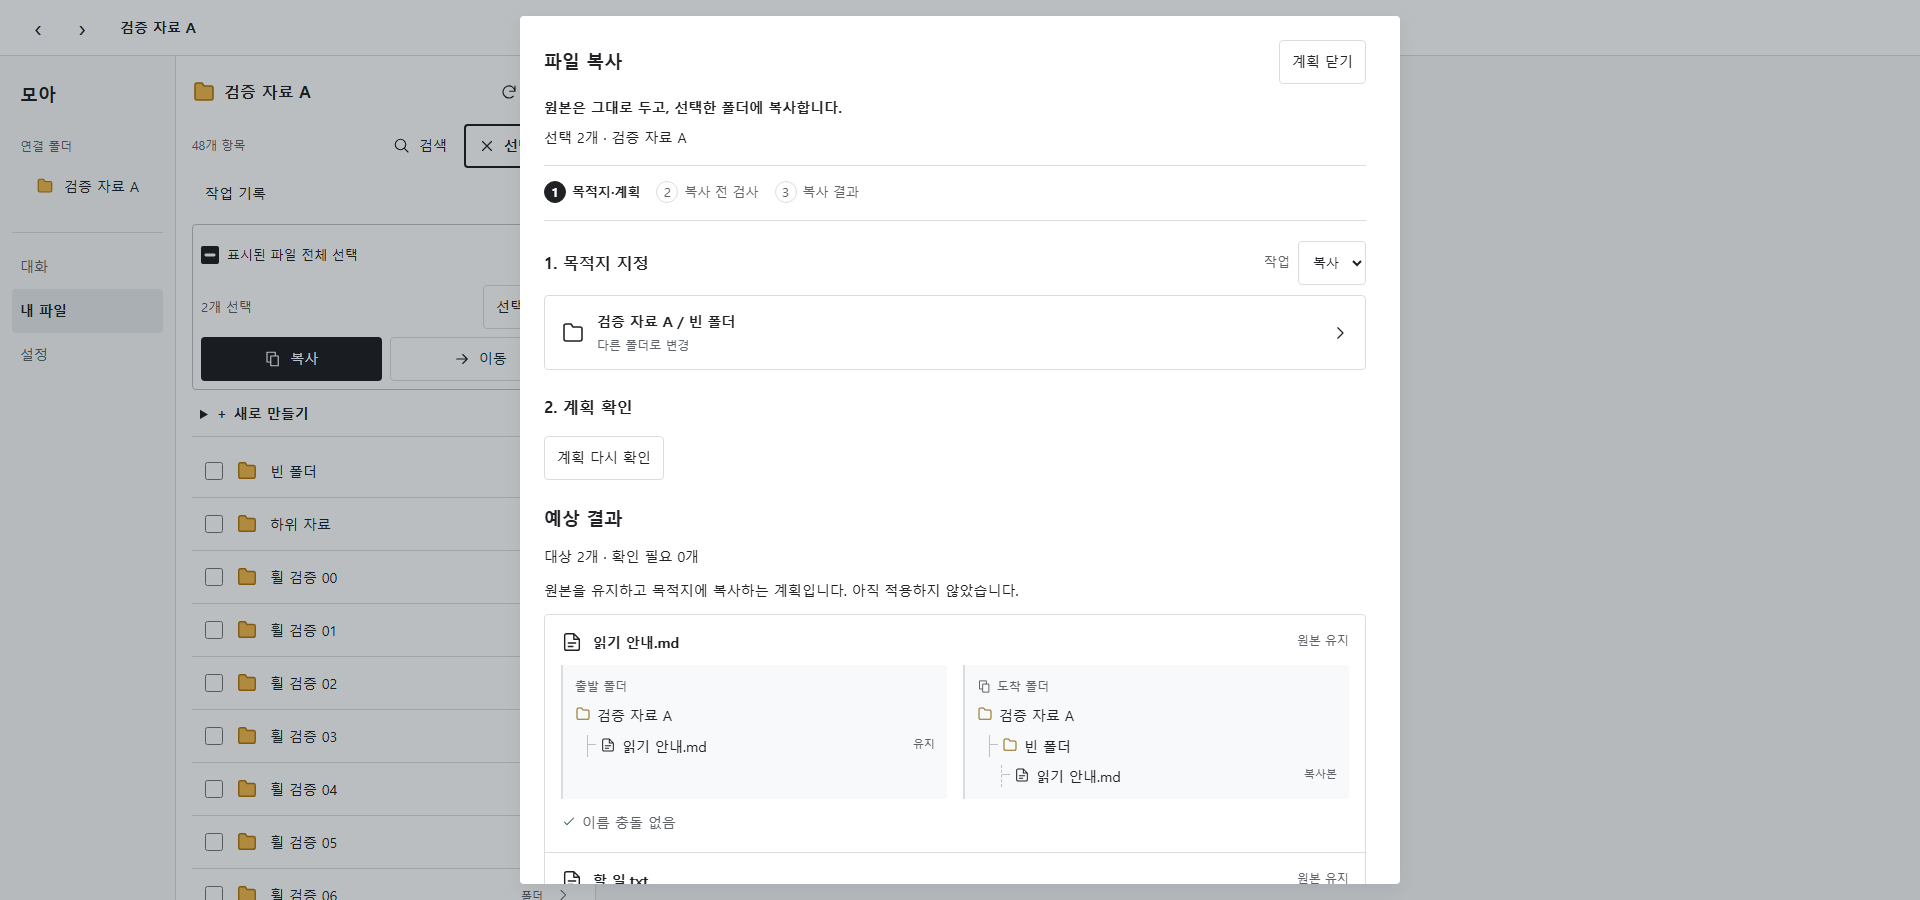 검증 자료 A
모아
연결 폴더
검증 자료 A
대화
내 파일
설정
검증 자료 A
48개 항목
검색
작업 기록
표시된 파일 전체 선택
2개 선택
선택
복사
이동
+ 새로 만들기
빈 폴더
하위 자료
휠 검증 00
휠 검증 01
휠 검증 02
휠 검증 03
휠 검증 04
휠 검증 05
휠 검증 06
폴더
파일 복사
계획 닫기
원본은 그대로 두고, 선택한 폴더에 복사합니다.
선택 2개 · 검증 자료 A
1 목적지·계획 2 복사 전 검사 3 복사 결과
1. 목적지 지정
작업 복사
검증 자료 A / 빈 폴더
다른 폴더로 변경
2. 계획 확인
계획 다시 확인
예상 결과
대상 2개 · 확인 필요 0개
원본을 유지하고 목적지에 복사하는 계획입니다. 아직 적용하지 않았습니다.
읽기 안내.md
원본 유지
출발 폴더
검증 자료 A
읽기 안내.md 유지
도착 폴더
검증 자료 A
빈 폴더
읽기 안내.md 복사본
이름 충돌 없음
할 일.txt
원본 유지